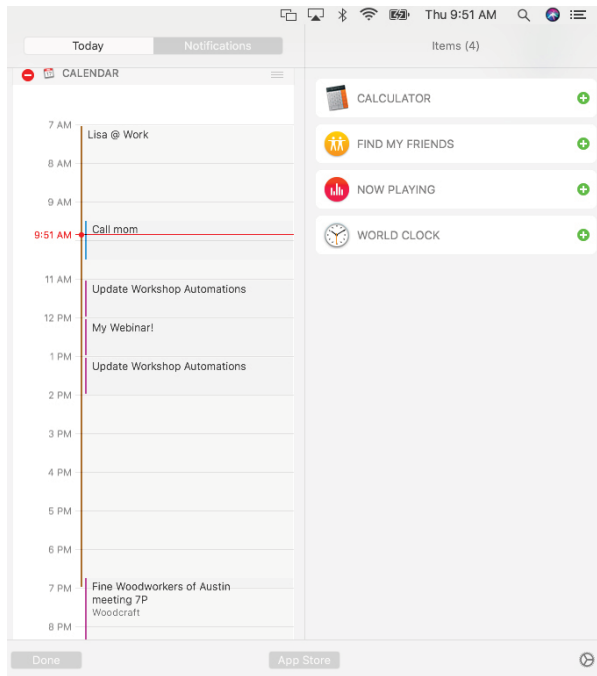 Thu 9:51 AM
Today
Notifications
Items (4)
CALENDAR
7 AM
Lisa @ Work
8 AM
9 AM
Call mom
9:51 AM
11 AM
Update Workshop Automations
12 PM
My Webinar!
1 PM
Update Workshop Automations
2 PM
3 PM
4 PM
5 PM
6 PM
7 PM
Fine Woodworkers of Austin
meeting 7P
Woodcraft
8 PM
CALCULATOR
FIND MY FRIENDS
NOW PLAYING
WORLD CLOCK
Done
App Store